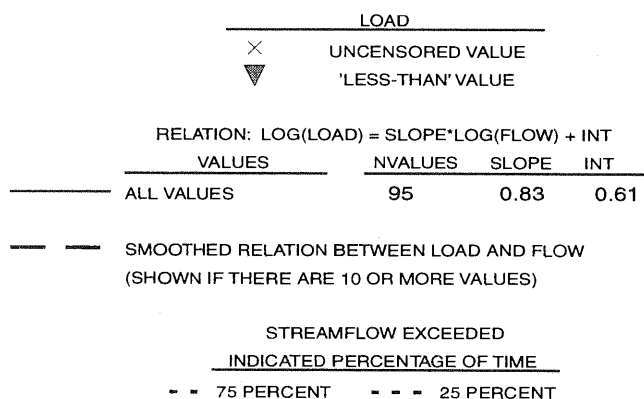 LOAD
UNCENSORED VALUE
'LESS-THAN' VALUE
RELATION: LOG(LOAD) = SLOPE*LOG(FLOW) + INT
VALUES NVALUES SLOPE INT
ALL VALUES 95 0.83 0.61
SMOOTHED RELATION BETWEEN LOAD AND FLOW
(SHOWN IF THERE ARE 10 OR MORE VALUES)
STREAMFLOW EXCEEDED
INDICATED PERCENTAGE OF TIME
75 PERCENT 25 PERCENT